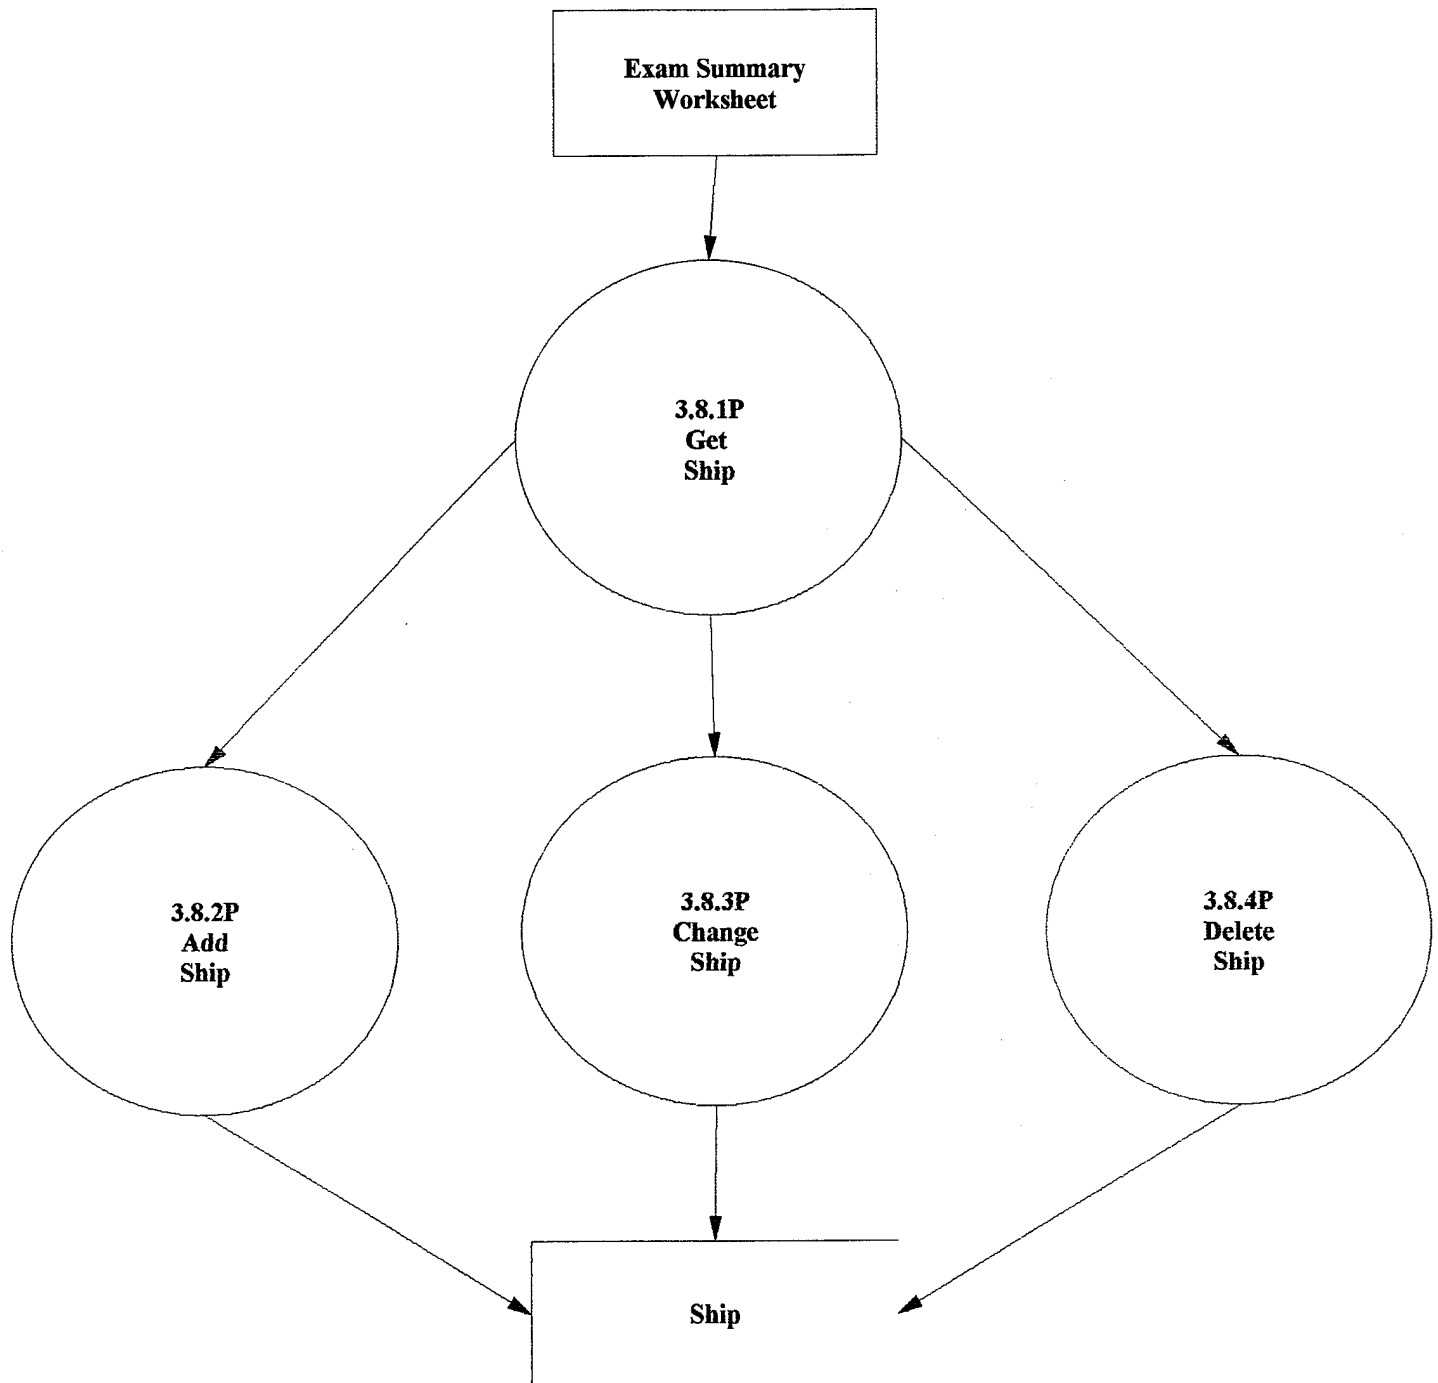 Exam Summary
Worksheet
3.8.1P
Get
Ship
3.8.2P
Add
Ship
3.8.3P
Change
Ship
3.8.4P
Delete
Ship
Ship